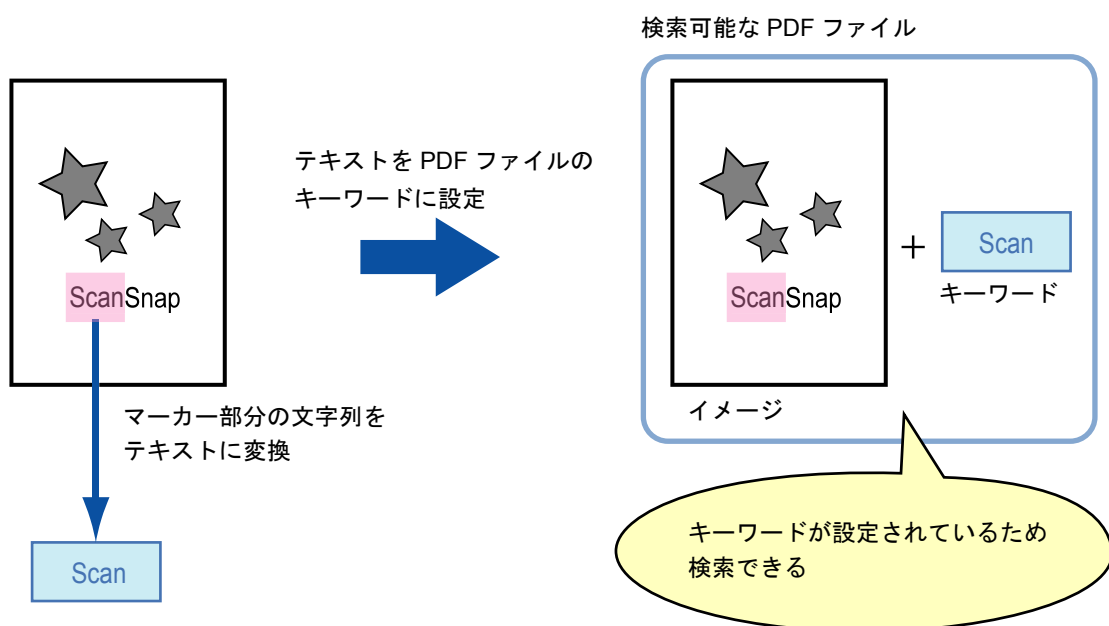 検索可能な PDF ファイル
テキストを PDF ファイルの
キーワードに設定
ScanSnap
マーカー部分の文字列を
テキストに変換
Scan
ScanSnap
イメージ
+
Scan
キーワード
キーワードが設定されているため
検索できる